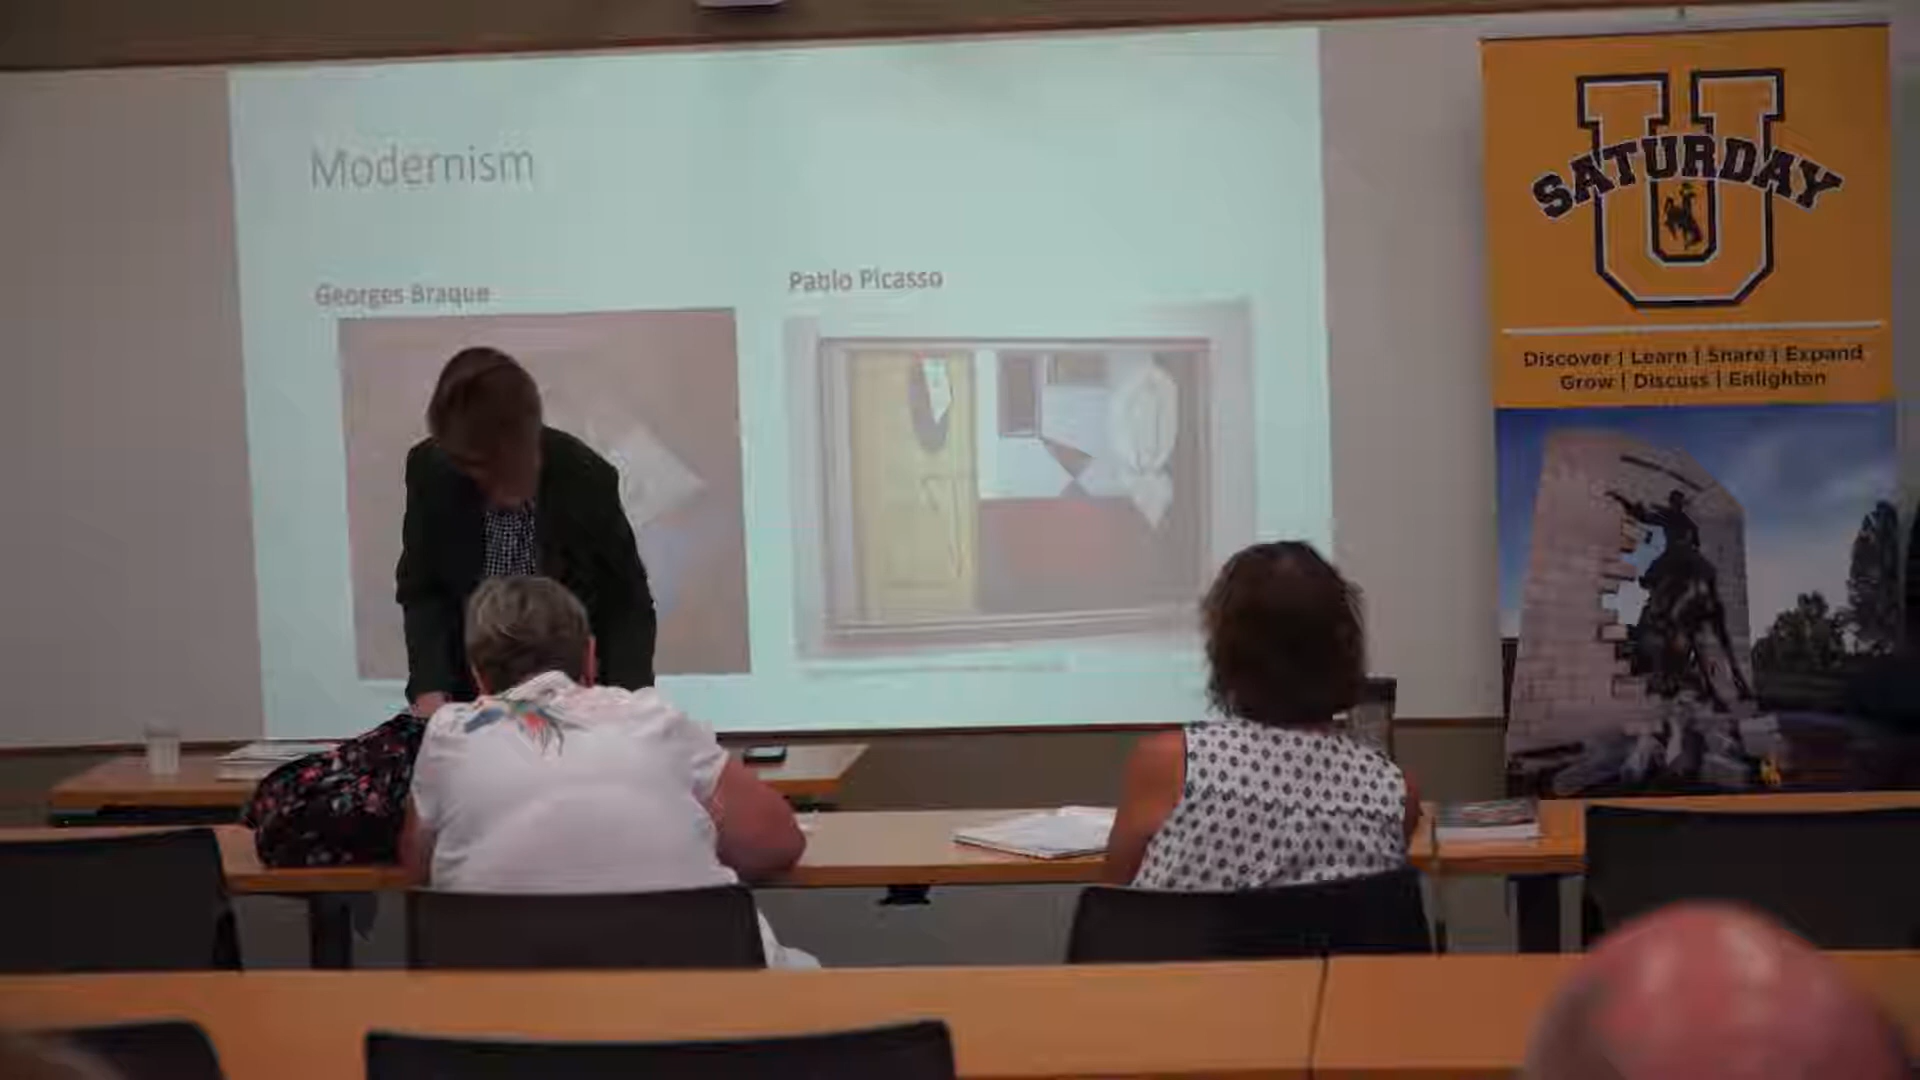 Modernism
Georges Braque
Pablo Picasso
U
SATURDAY
Discover | Learn | Share | Expand
Grow | Discuss | Enlighten